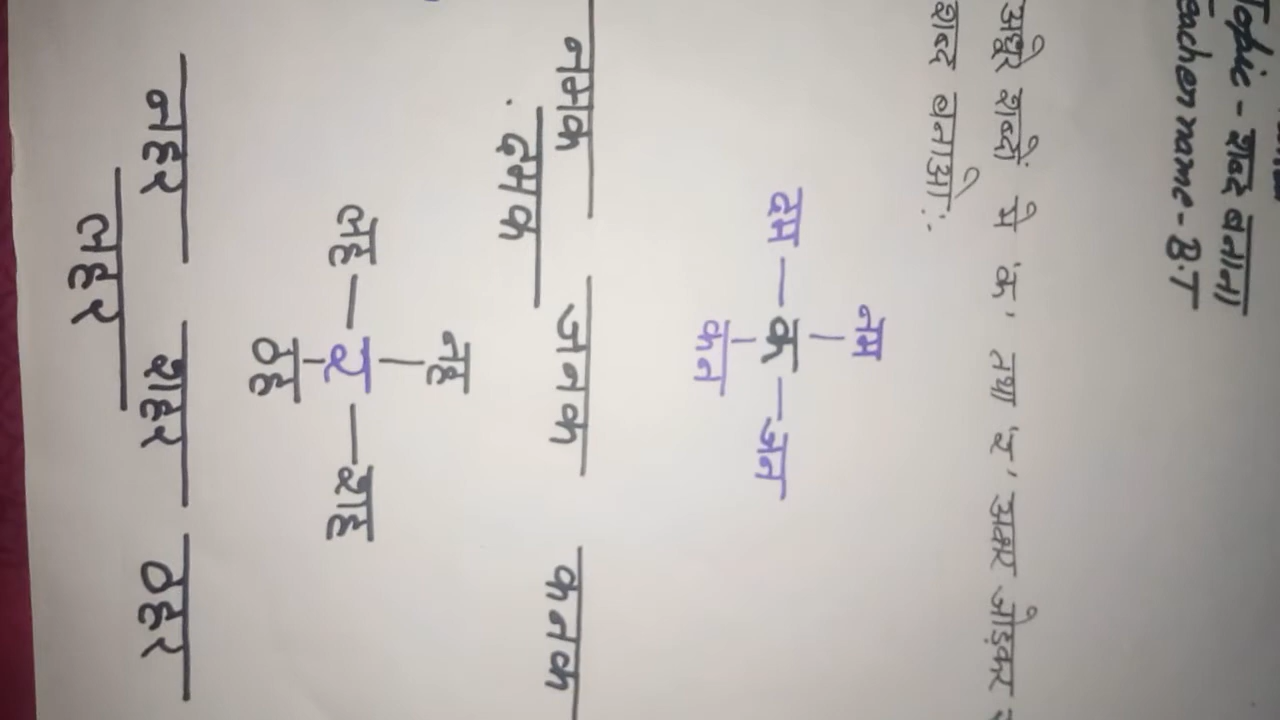 Topic - शब्द बनाना
Teacher name - B.T
अधूरे शब्दों मे 'क' तथा 'र' अक्षर जोड़कर
शब्द बनाओ:
नम
दम — क — जन
कन
नमक जनक कनक
दमक
नह
लह — र — शह
ठह
नहर शहर ठहर
लहर